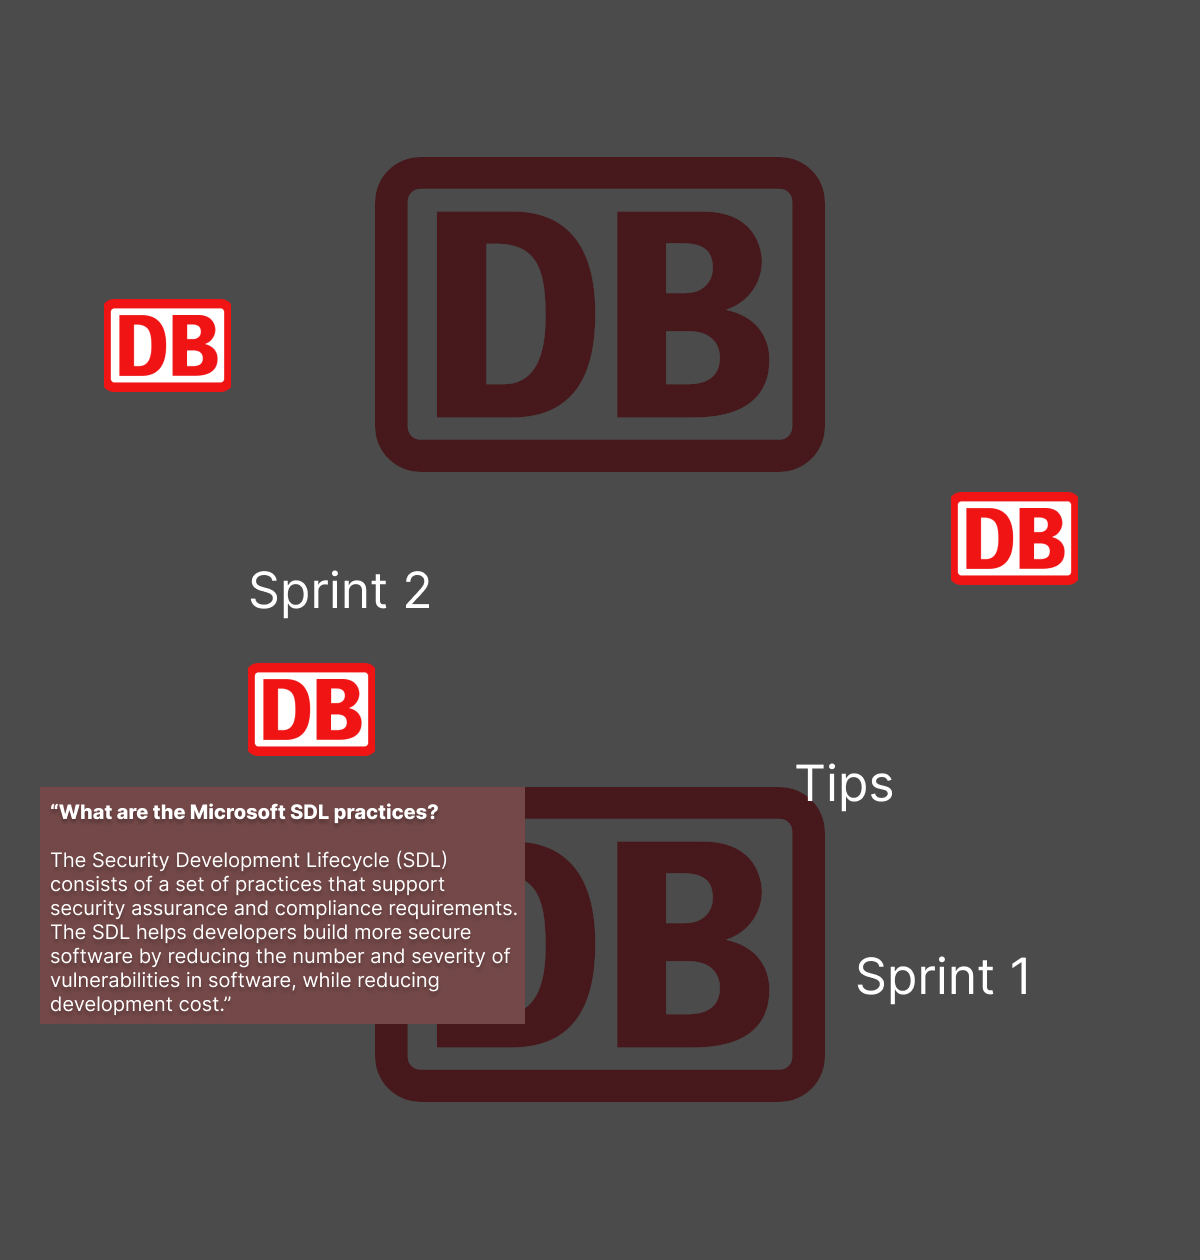 DB
DB
DB
Sprint 2
DB
Tips
“What are the Microsoft SDL practices?
The Security Development Lifecycle (SDL)
consists of a set of practices that support
security assurance and compliance requirements.
The SDL helps developers build more secure
software by reducing the number and severity of
vulnerabilities in software, while reducing
development cost.”
DB
Sprint 1